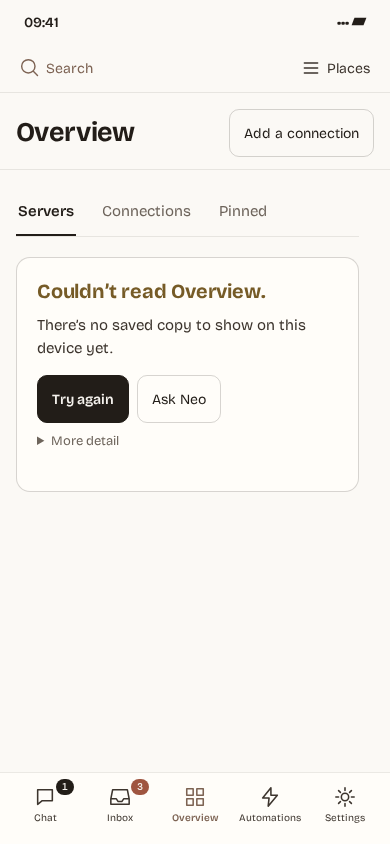 09:41
Search
Places
Overview
Add a connection
Servers
Connections
Pinned
Couldn't read Overview.
There's no saved copy to show on this
device yet.
Try again
Ask Neo
More detail
1
3
Chat
Inbox
Overview
Automations
Settings